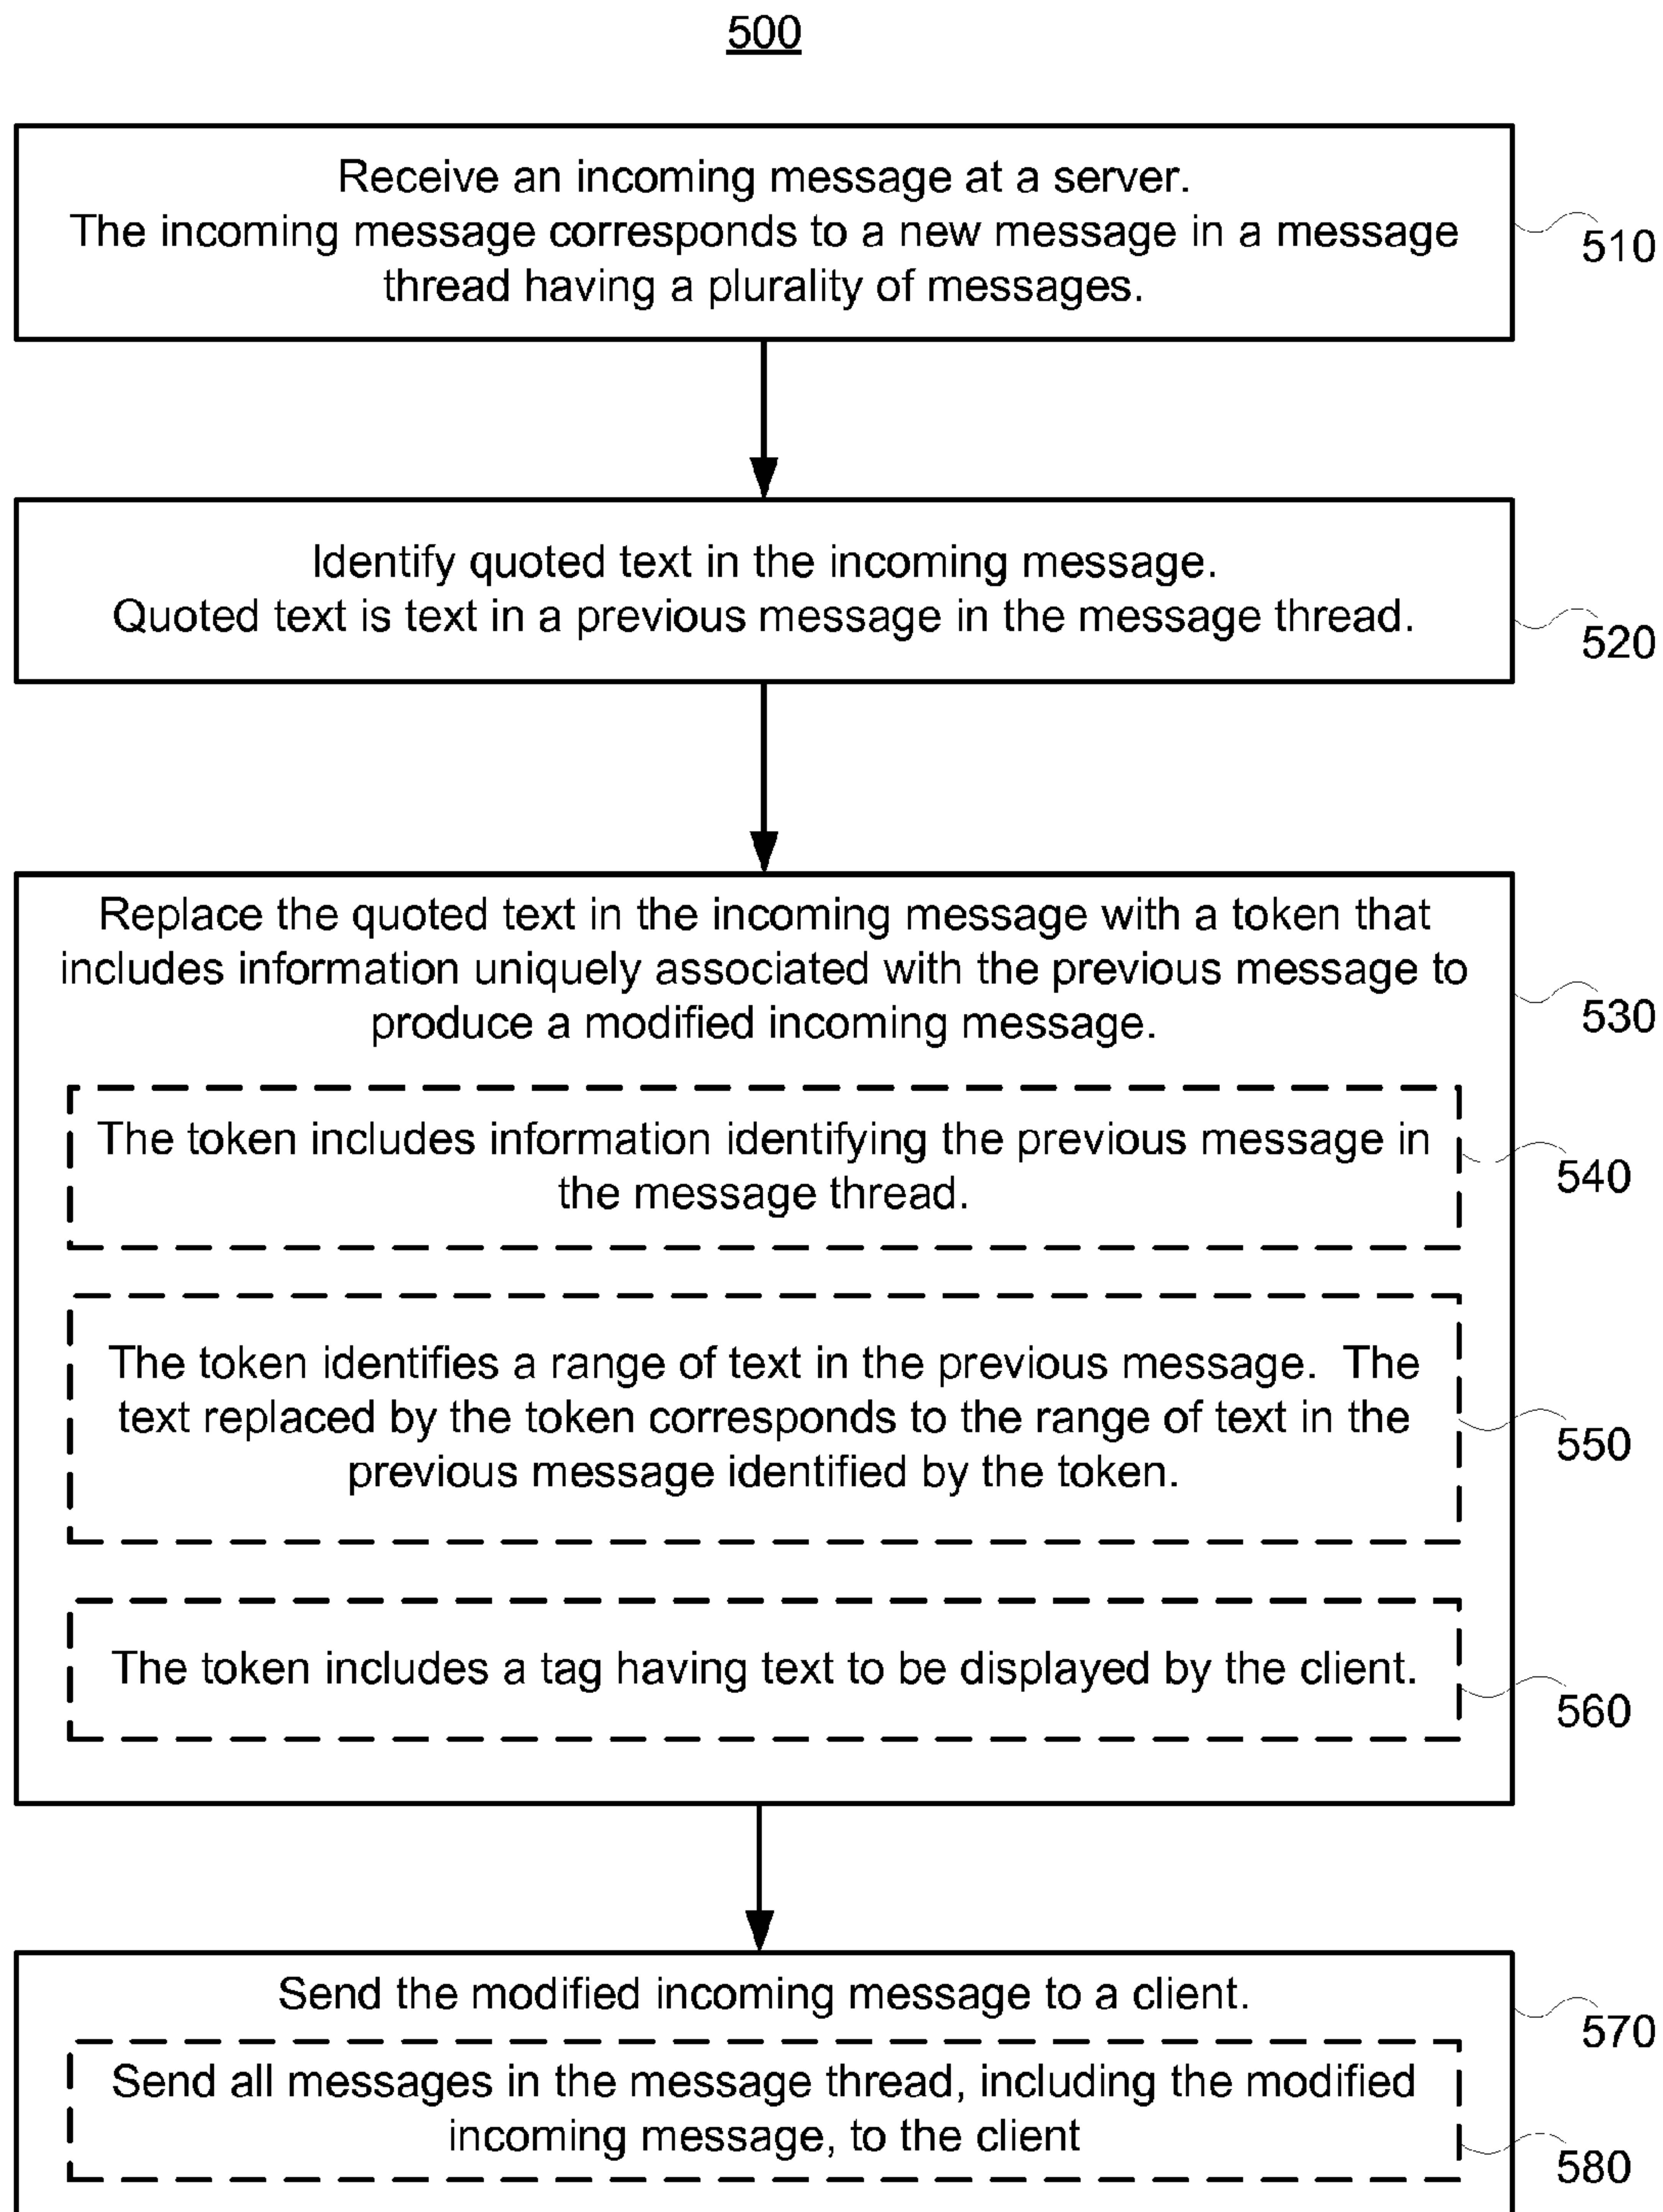 500
Receive an incoming message at a server.
The incoming message corresponds to a new message in a message
thread having a plurality of messages.
510
Identify quoted text in the incoming message.
Quoted text is text in a previous message in the message thread.
520
Replace the quoted text in the incoming message with a token that
includes information uniquely associated with the previous message to
produce a modified incoming message.
530
The token includes information identifying the previous message in
the message thread.
540
The token identifies a range of text in the previous message. The
text replaced by the token corresponds to the range of text in the
previous message identified by the token.
550
The token includes a tag having text to be displayed by the client.
560
Send the modified incoming message to a client.
570
Send all messages in the message thread, including the modified
incoming message, to the client
580